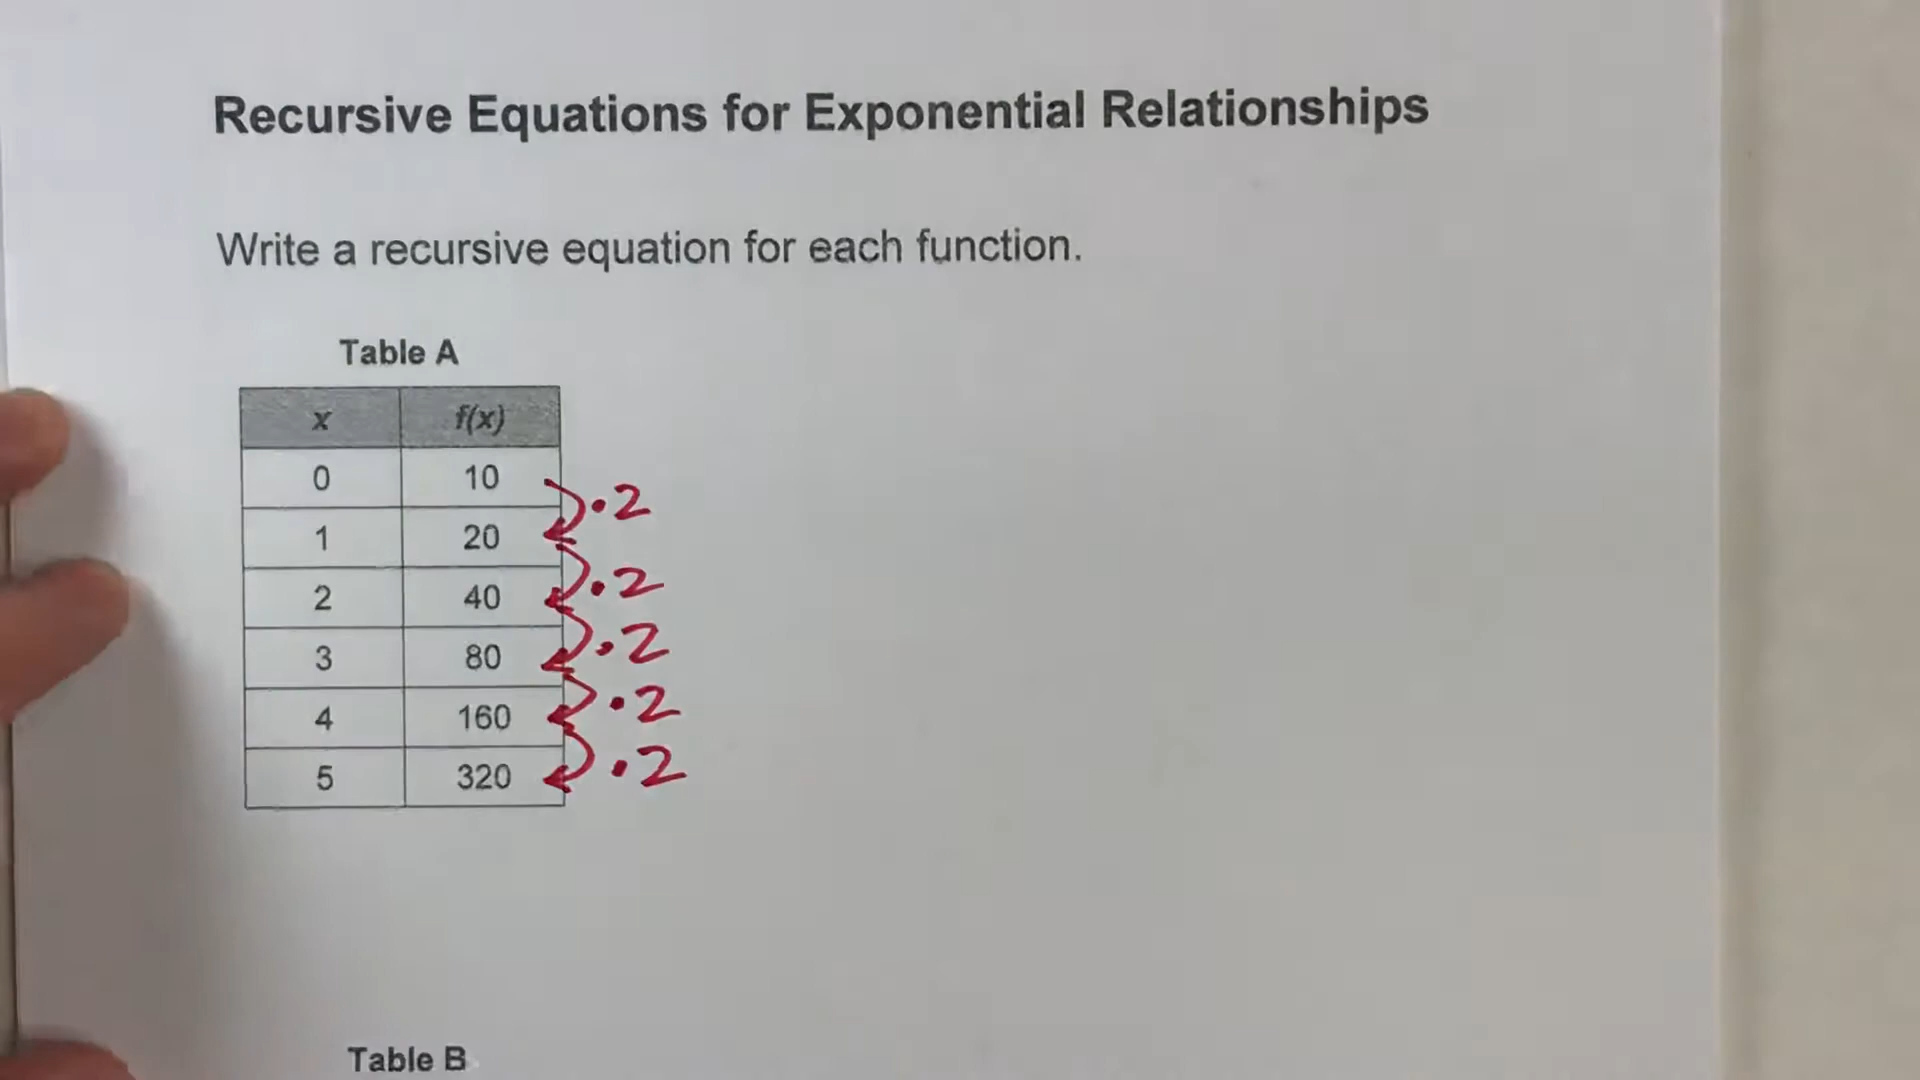 Recursive Equations for Exponential Relationships
Write a recursive equation for each function.
Table A
x f(x)
0 10
·2
1 20
·2
2 40
·2
3 80
·2
4 160
·2
5 320
Table B